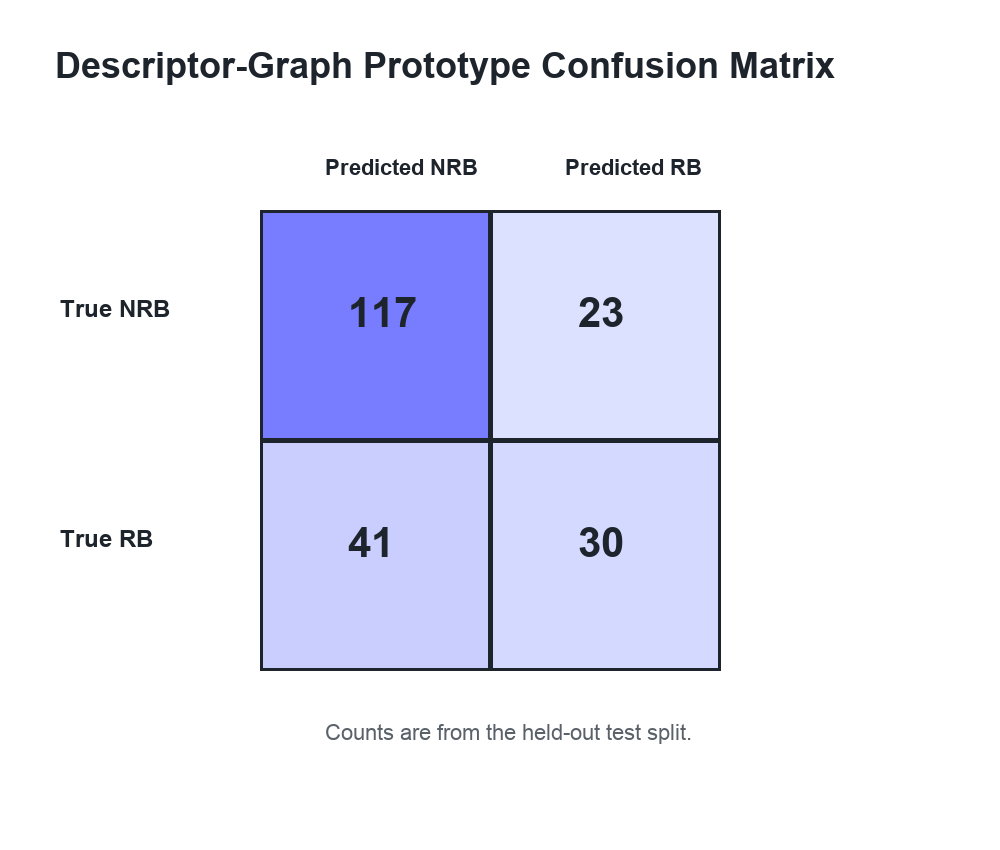 Descriptor-Graph Prototype Confusion Matrix
Predicted NRB Predicted RB
True NRB 117 23
True RB 41 30
Counts are from the held-out test split.